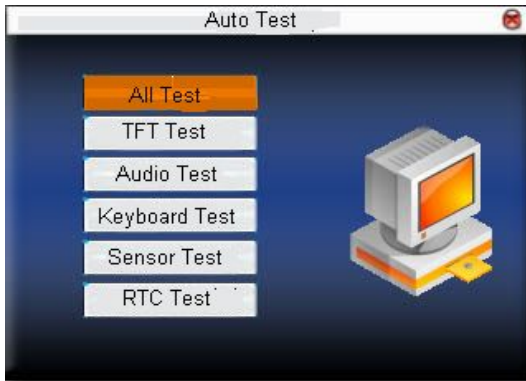 Auto Test
All Test
TFT Test
Audio Test
Keyboard Test
Sensor Test
RTC Test